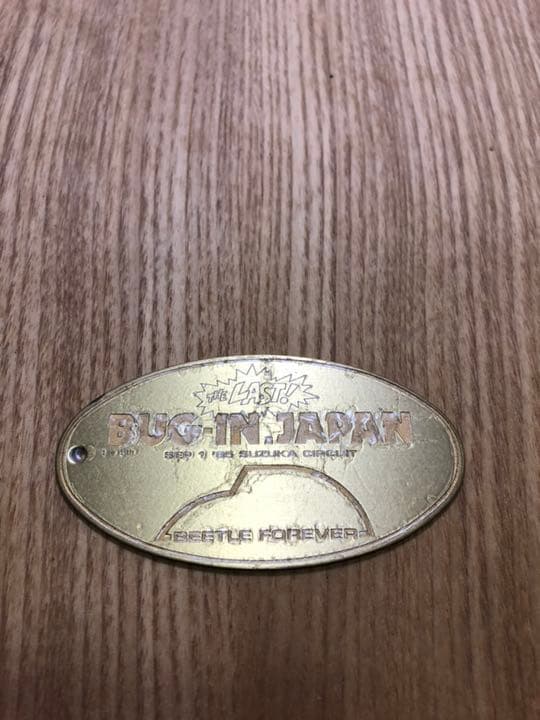 THE LAST!
BUG-IN. JAPAN
SEP 1 '85 SUZUKA CIRCUIT
BEETLE FOREVER